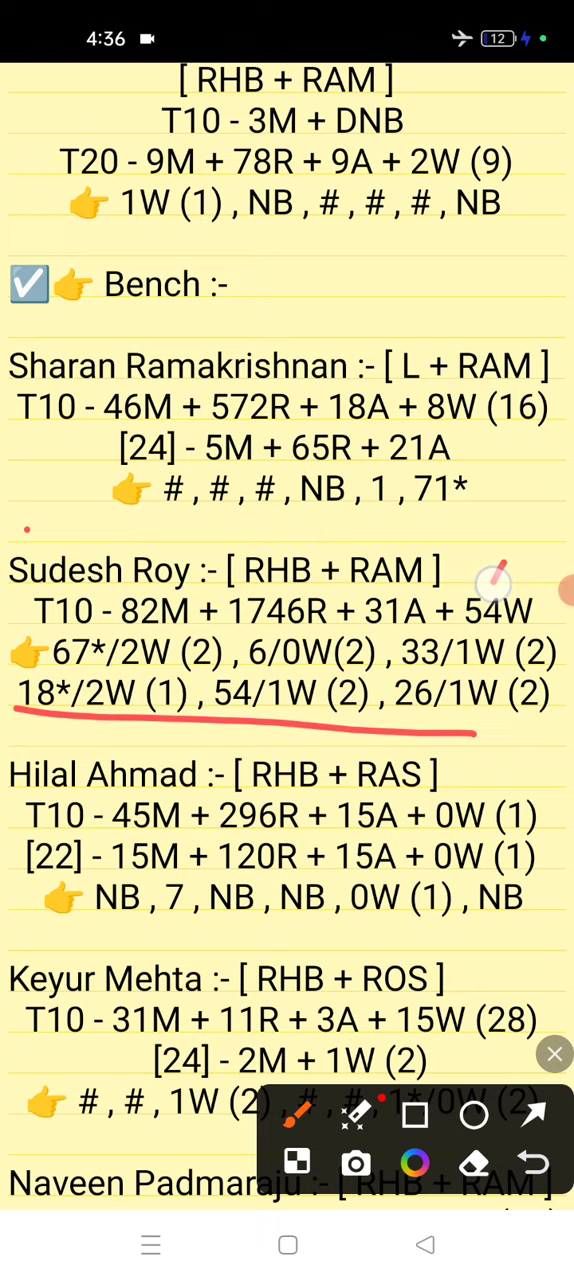 4:36
12
[ RHB + RAM ]
T10 - 3M + DNB
T20 - 9M + 78R + 9A + 2W (9)
👉 1W (1) , NB , # , # , # , NB
☑️👉 Bench :-
Sharan Ramakrishnan :- [ L + RAM ]
T10 - 46M + 572R + 18A + 8W (16)
[24] - 5M + 65R + 21A
👉 # , # , # , NB , 1 , 71*
Sudesh Roy :- [ RHB + RAM ]
T10 - 82M + 1746R + 31A + 54W
👉67*/2W (2) , 6/0W(2) , 33/1W (2)
18*/2W (1) , 54/1W (2) , 26/1W (2)
Hilal Ahmad :- [ RHB + RAS ]
T10 - 45M + 296R + 15A + 0W (1)
[22] - 15M + 120R + 15A + 0W (1)
👉 NB , 7 , NB , NB , 0W (1) , NB
Keyur Mehta :- [ RHB + ROS ]
T10 - 31M + 11R + 3A + 15W (28)
[24] - 2M + 1W (2)
👉 # , # , 1W (2) , # , # , 1*/0W (2)
Naveen Padmaraju :- [ RHB + RAM ]